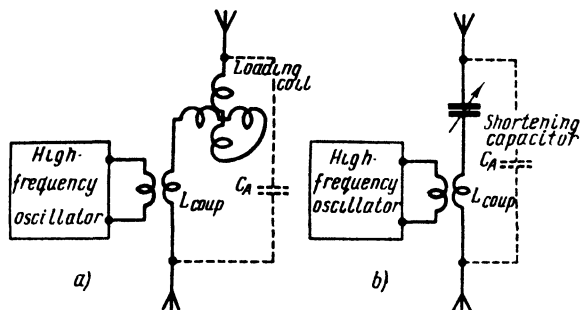 Loading
coil
High-
frequency
oscillator
L coup
C A
a)
Shortening
capacitor
C A
High-
frequency
oscillator
L coup
b)